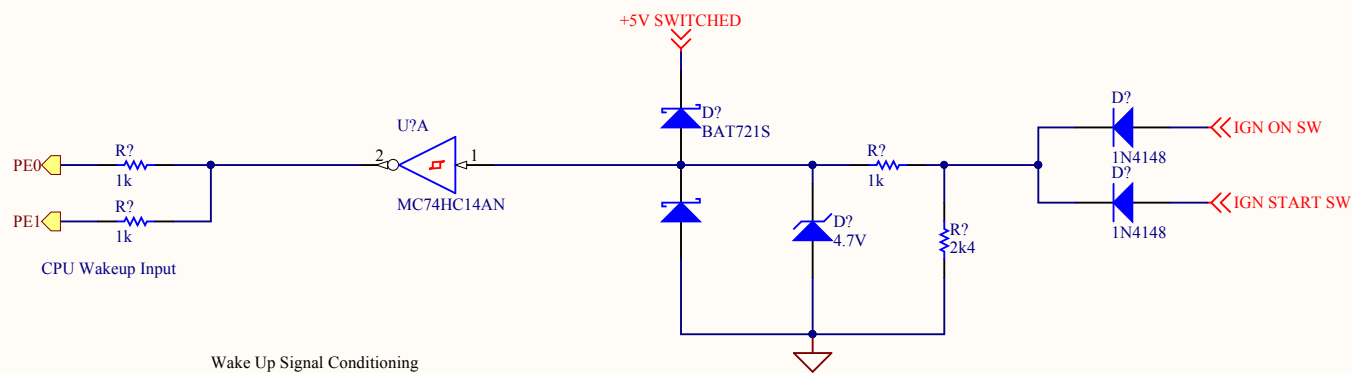 +5V SWITCHED
D?
BAT721S
D?
IGN ON SW
1N4148
D?
IGN START SW
1N4148
U?A
2
1
MC74HC14AN
PE0
R?
1k
PE1
R?
1k
CPU Wakeup Input
R?
1k
D?
4.7V
R?
2k4
Wake Up Signal Conditioning